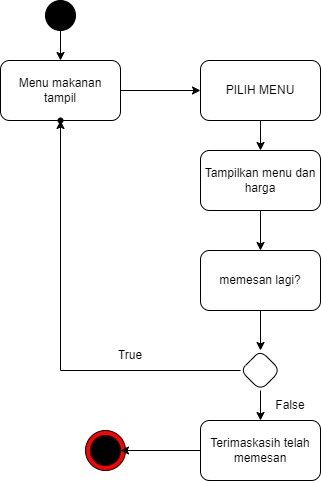 Menu makanan
tampil
PILIH MENU
Tampilkan menu dan
harga
memesan lagi?
True
False
Terimaskasih telah
memesan